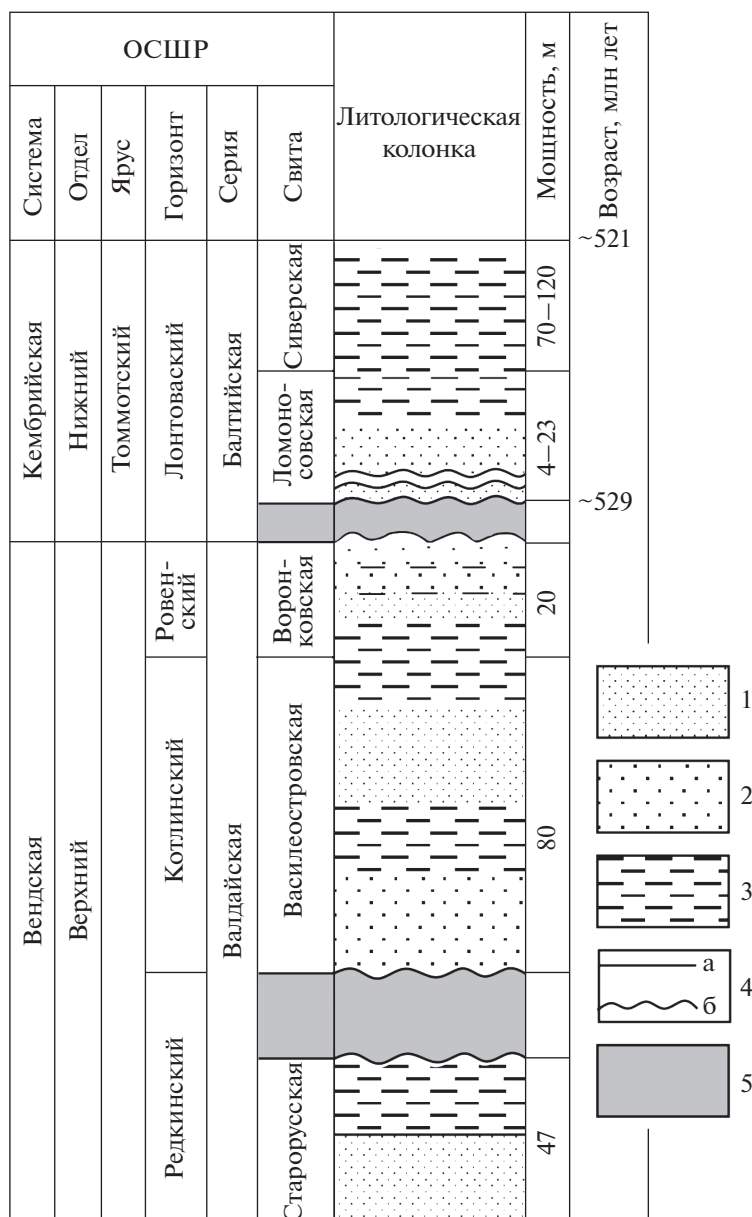 ОСШР
Система
Отдел
Ярус
Горизонт
Серия
Свита
Литологическая
колонка
Мощность, м
Возраст, млн лет
~521
Кембрийская
Нижний
Томмотский
Лонтоваский
Балтийская
Сиверская
70–120
Ломоно-
совская
4–23
~529
Вендская
Верхний
Ровен-
ский
Валдайская
Ворон-
ковская
20
Котлинский
Василеостровская
80
Редкинский
Старорусская
47
1
2
3
а
б
4
5